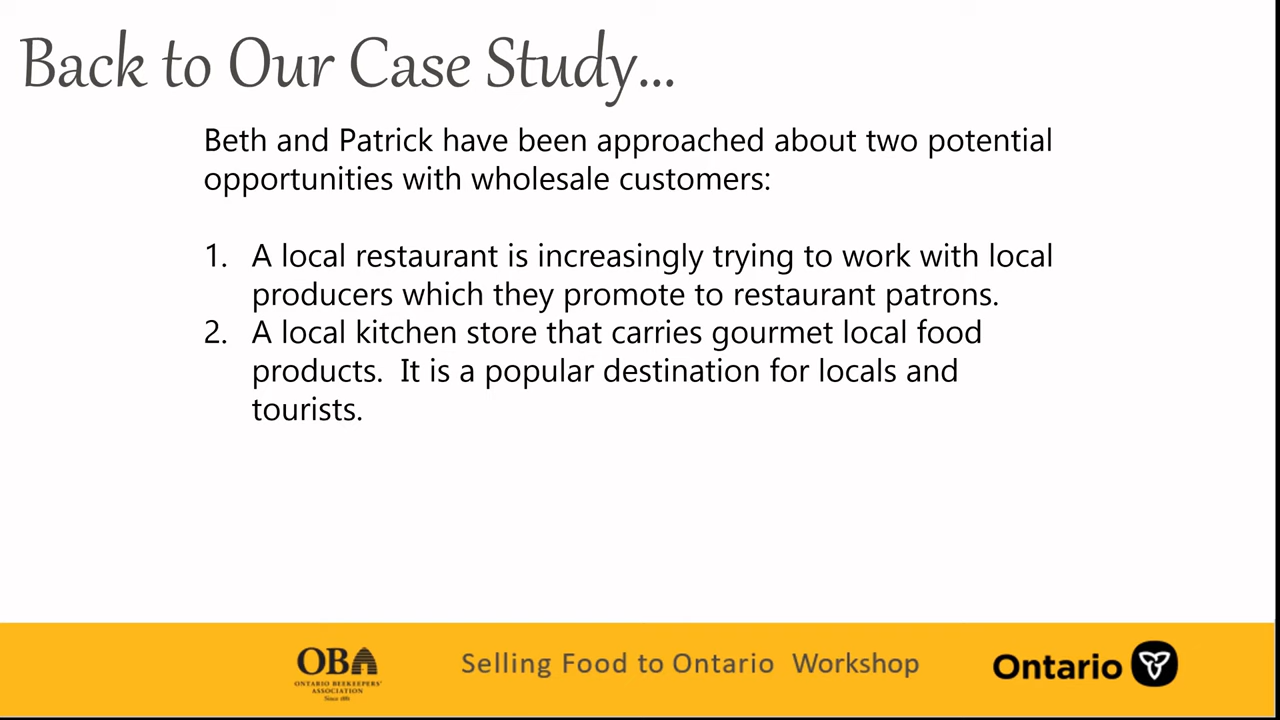 Back to Our Case Study...
Beth and Patrick have been approached about two potential
opportunities with wholesale customers:
1. A local restaurant is increasingly trying to work with local
producers which they promote to restaurant patrons.
2. A local kitchen store that carries gourmet local food
products.  It is a popular destination for locals and
tourists.
OBA
ONTARIO BEEKEEPERS'
ASSOCIATION
Since 1881
Selling Food to Ontario  Workshop
Ontario